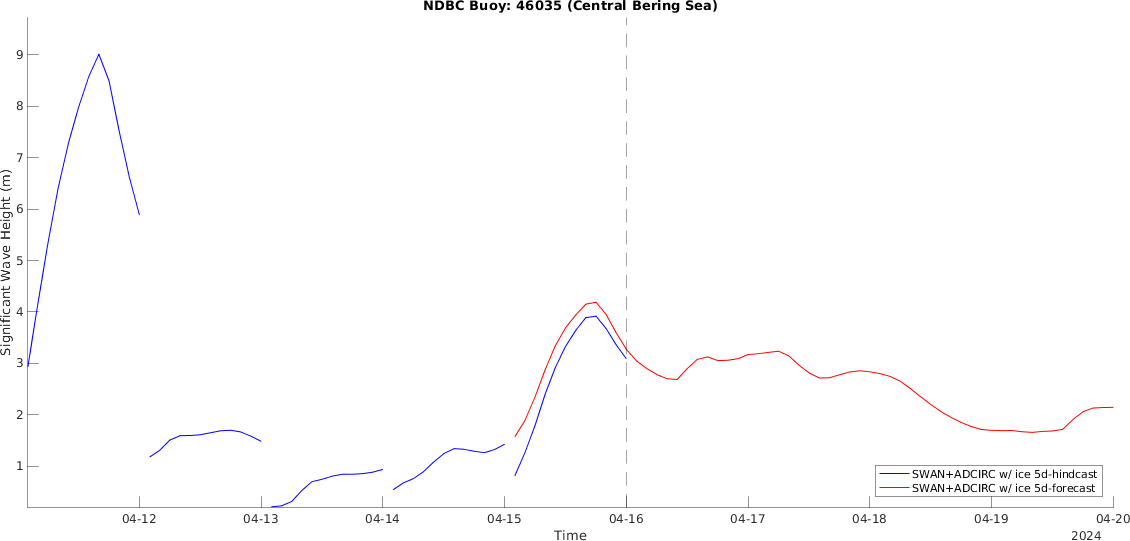 NDBC Buoy: 46035 (Central Bering Sea)
9
8
7
6
5
4
3
2
1
Significant Wave Height (m)
SWAN+ADCIRC w/ ice 5d-hindcast
SWAN+ADCIRC w/ ice 5d-forecast
04-12 04-13 04-14 04-15 04-16 04-17 04-18 04-19 04-20
Time
2024